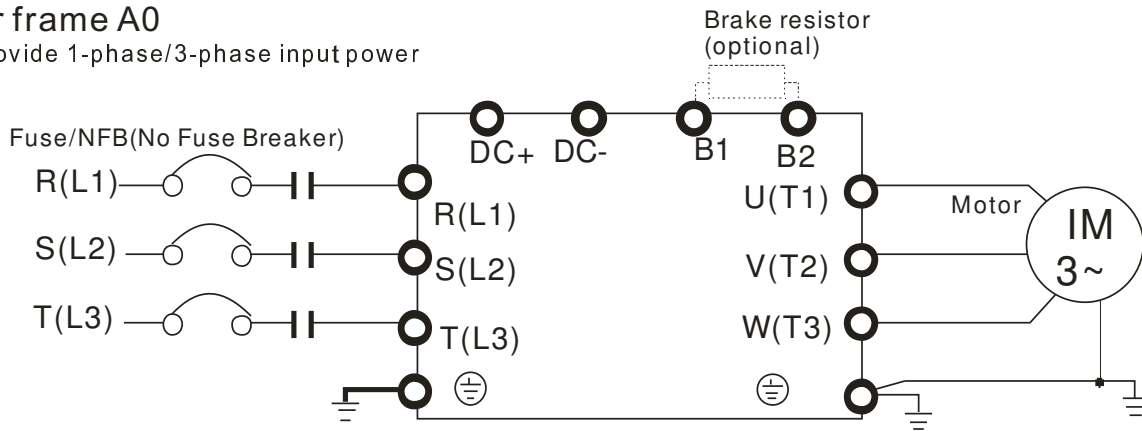 r frame A0
ovide 1-phase/3-phase input power
Brake resistor
(optional)
Fuse/NFB(No Fuse Breaker)
DC+ DC- B1 B2
R(L1) R(L1) U(T1) Motor
S(L2) S(L2) V(T2) IM
3~
T(L3) T(L3) W(T3)